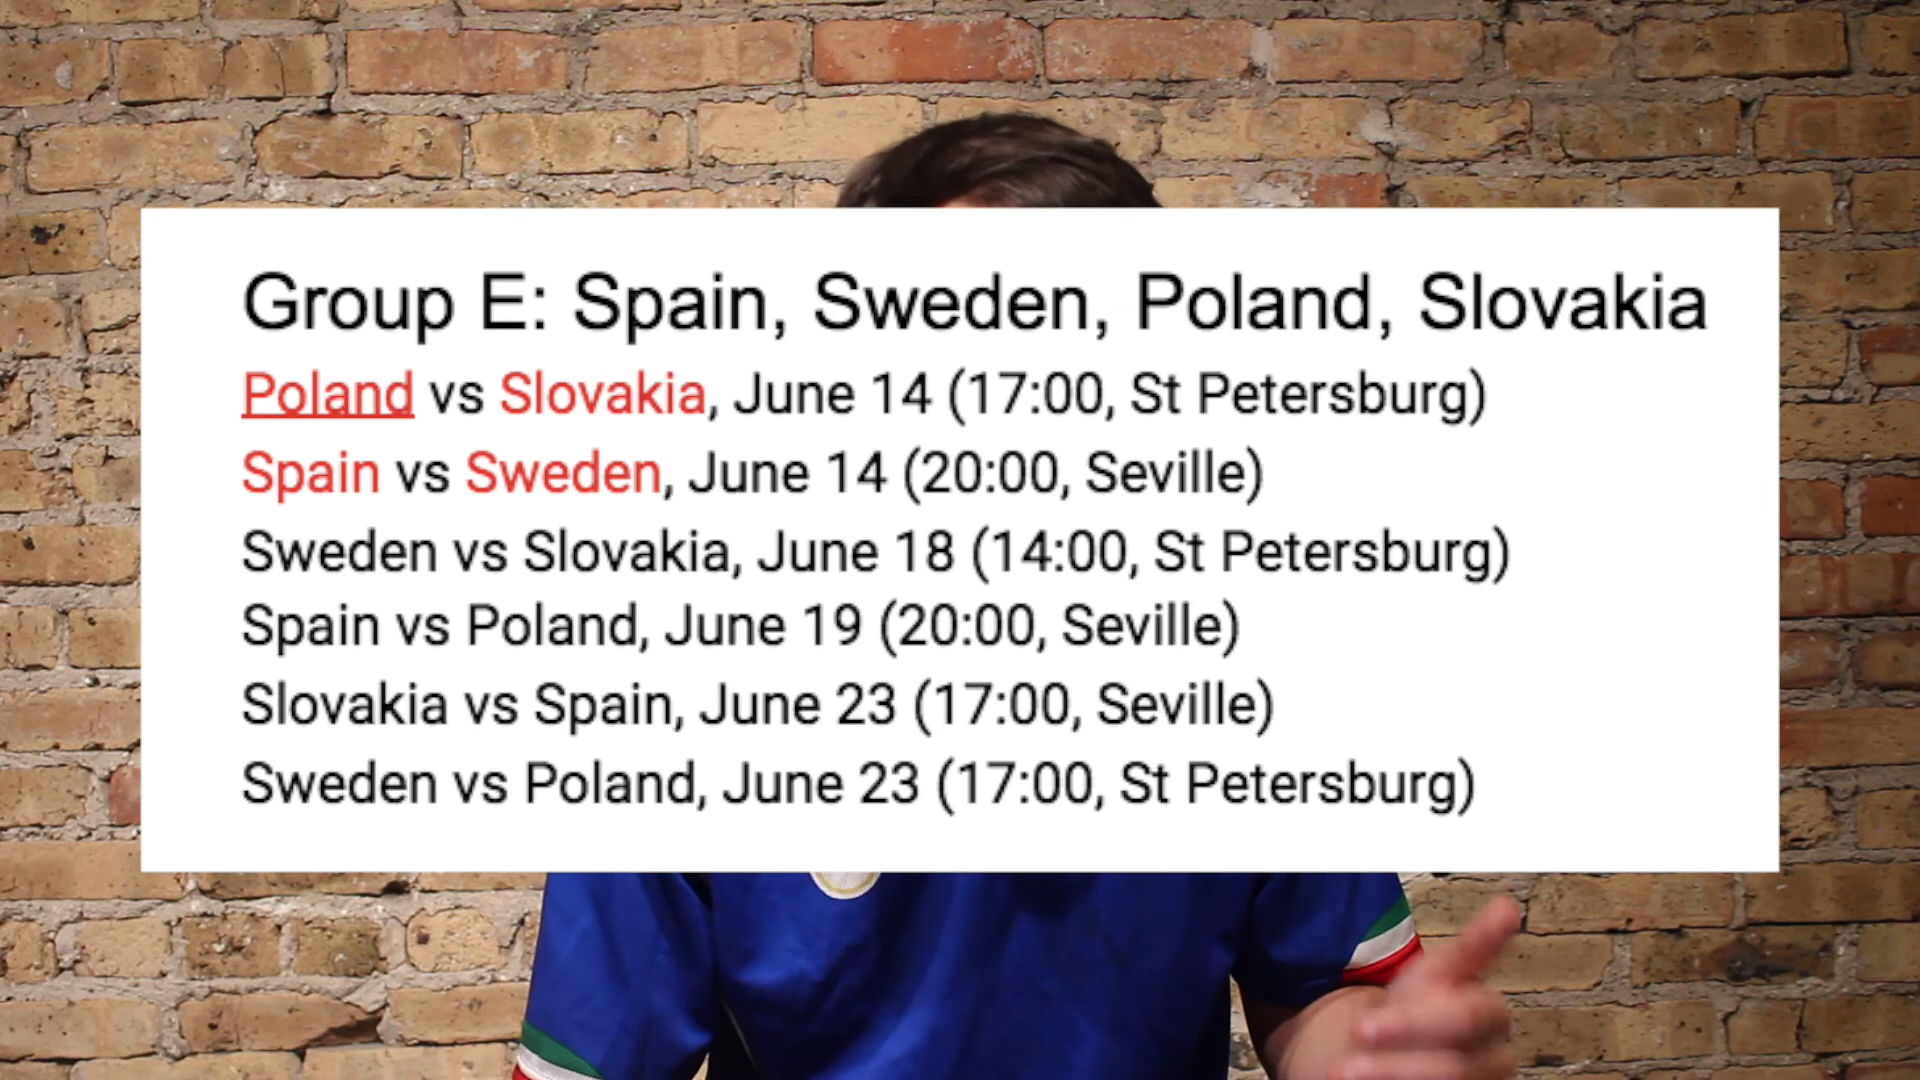 Group E: Spain, Sweden, Poland, Slovakia
Poland vs Slovakia, June 14 (17:00, St Petersburg)
Spain vs Sweden, June 14 (20:00, Seville)
Sweden vs Slovakia, June 18 (14:00, St Petersburg)
Spain vs Poland, June 19 (20:00, Seville)
Slovakia vs Spain, June 23 (17:00, Seville)
Sweden vs Poland, June 23 (17:00, St Petersburg)